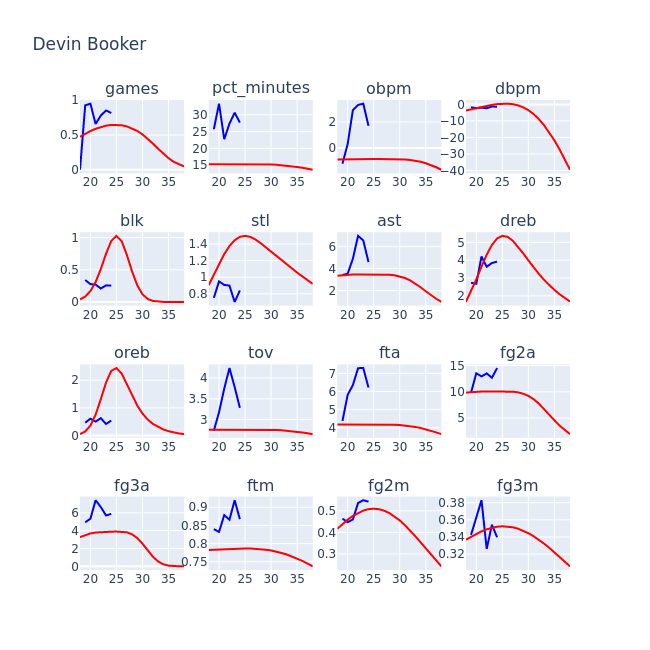 Devin Booker
games pct_minutes obpm dbpm
1 0.5 0 20 25 30 35
30 25 20 15 20 25 30 35
2 0 20 25 30 35
0 −10 −20 −30 −40 20 25 30 35
blk stl ast dreb
1 0.5 0 20 25 30 35
1.4 1.2 1 0.8 20 25 30 35
6 4 2 20 25 30 35
5 4 3 2 20 25 30 35
oreb tov fta fg2a
2 1 0 20 25 30 35
4 3.5 3 20 25 30 35
7 6 5 4 20 25 30 35
15 10 5 20 25 30 35
fg3a ftm fg2m fg3m
6 4 2 0 20 25 30 35
0.9 0.85 0.8 0.75 20 25 30 35
0.5 0.4 0.3 20 25 30 35
0.38 0.36 0.34 0.32 20 25 30 35